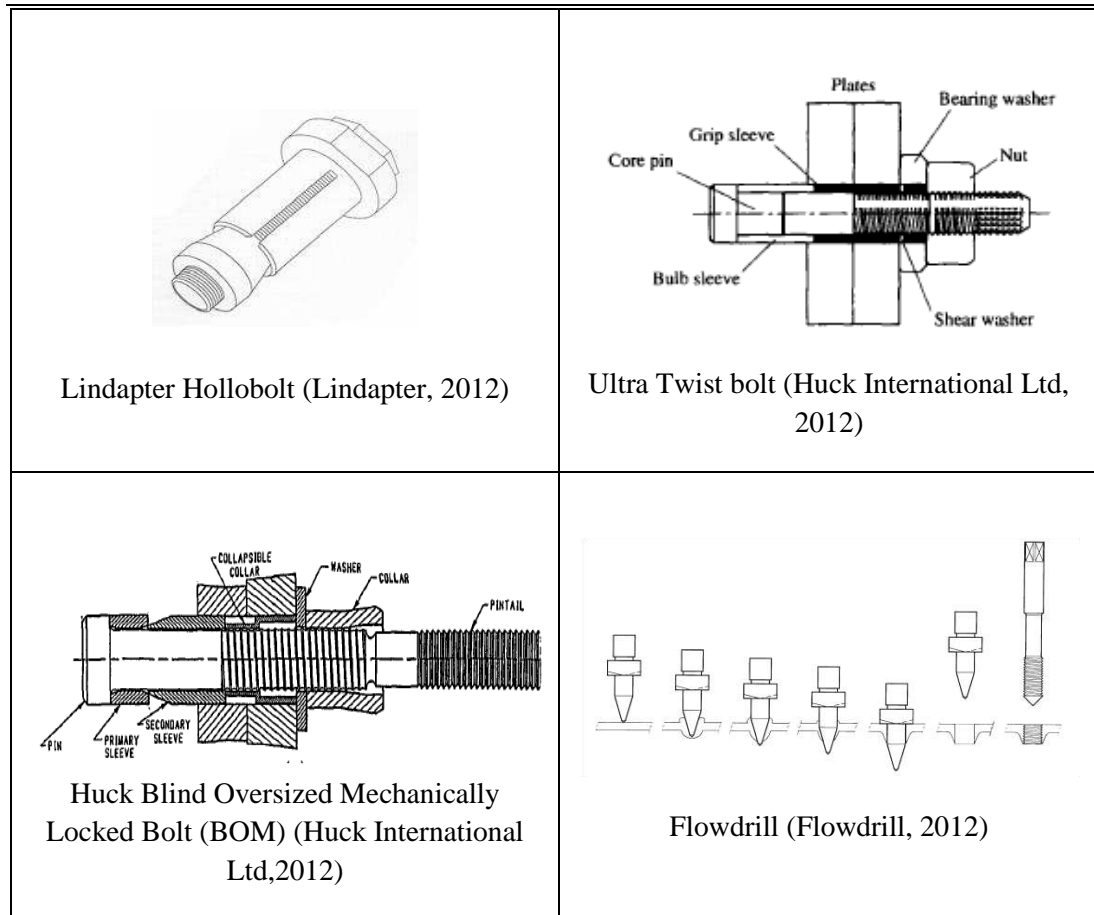 Lindapter Hollobolt (Lindapter, 2012)
Plates
Bearing washer
Grip sleeve
Nut
Core pin
Bulb sleeve
Shear washer
Ultra Twist bolt (Huck International Ltd,
2012)
COLLAPSIBLE
COLLAR
WASHER
COLLAR
PINTAIL
PIN
PRIMARY
SLEEVE
SECONDARY
SLEEVE
Huck Blind Oversized Mechanically
Locked Bolt (BOM) (Huck International
Ltd,2012)
Flowdrill (Flowdrill, 2012)